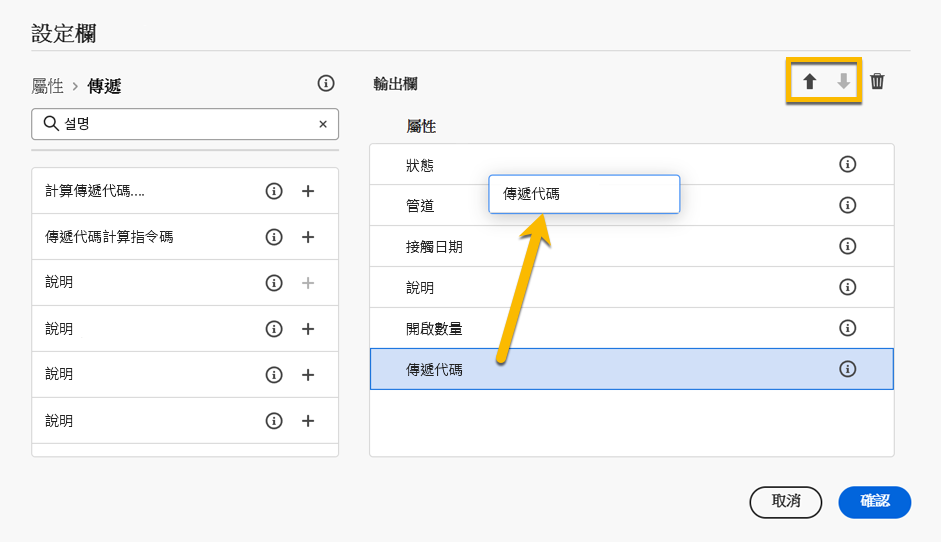 設定欄
屬性 › 傳遞
설명
計算傳遞代碼....
傳遞代碼計算指令碼
說明
說明
說明
說明
輸出欄
屬性
狀態
傳遞代碼
管道
接觸日期
說明
開啟數量
傳遞代碼
取消
確認